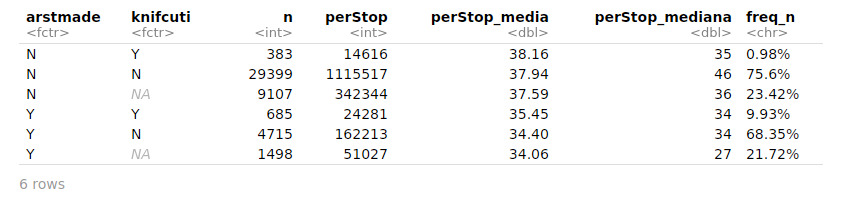 arstmade knifcuti n perStop perStop_media perStop_mediana freq_n
<fctr> <fctr> <int> <int> <dbl> <dbl> <chr>
N Y 383 14616 38.16 35 0.98%
N N 29399 1115517 37.94 46 75.6%
N NA 9107 342344 37.59 36 23.42%
Y Y 685 24281 35.45 34 9.93%
Y N 4715 162213 34.40 34 68.35%
Y NA 1498 51027 34.06 27 21.72%
6 rows